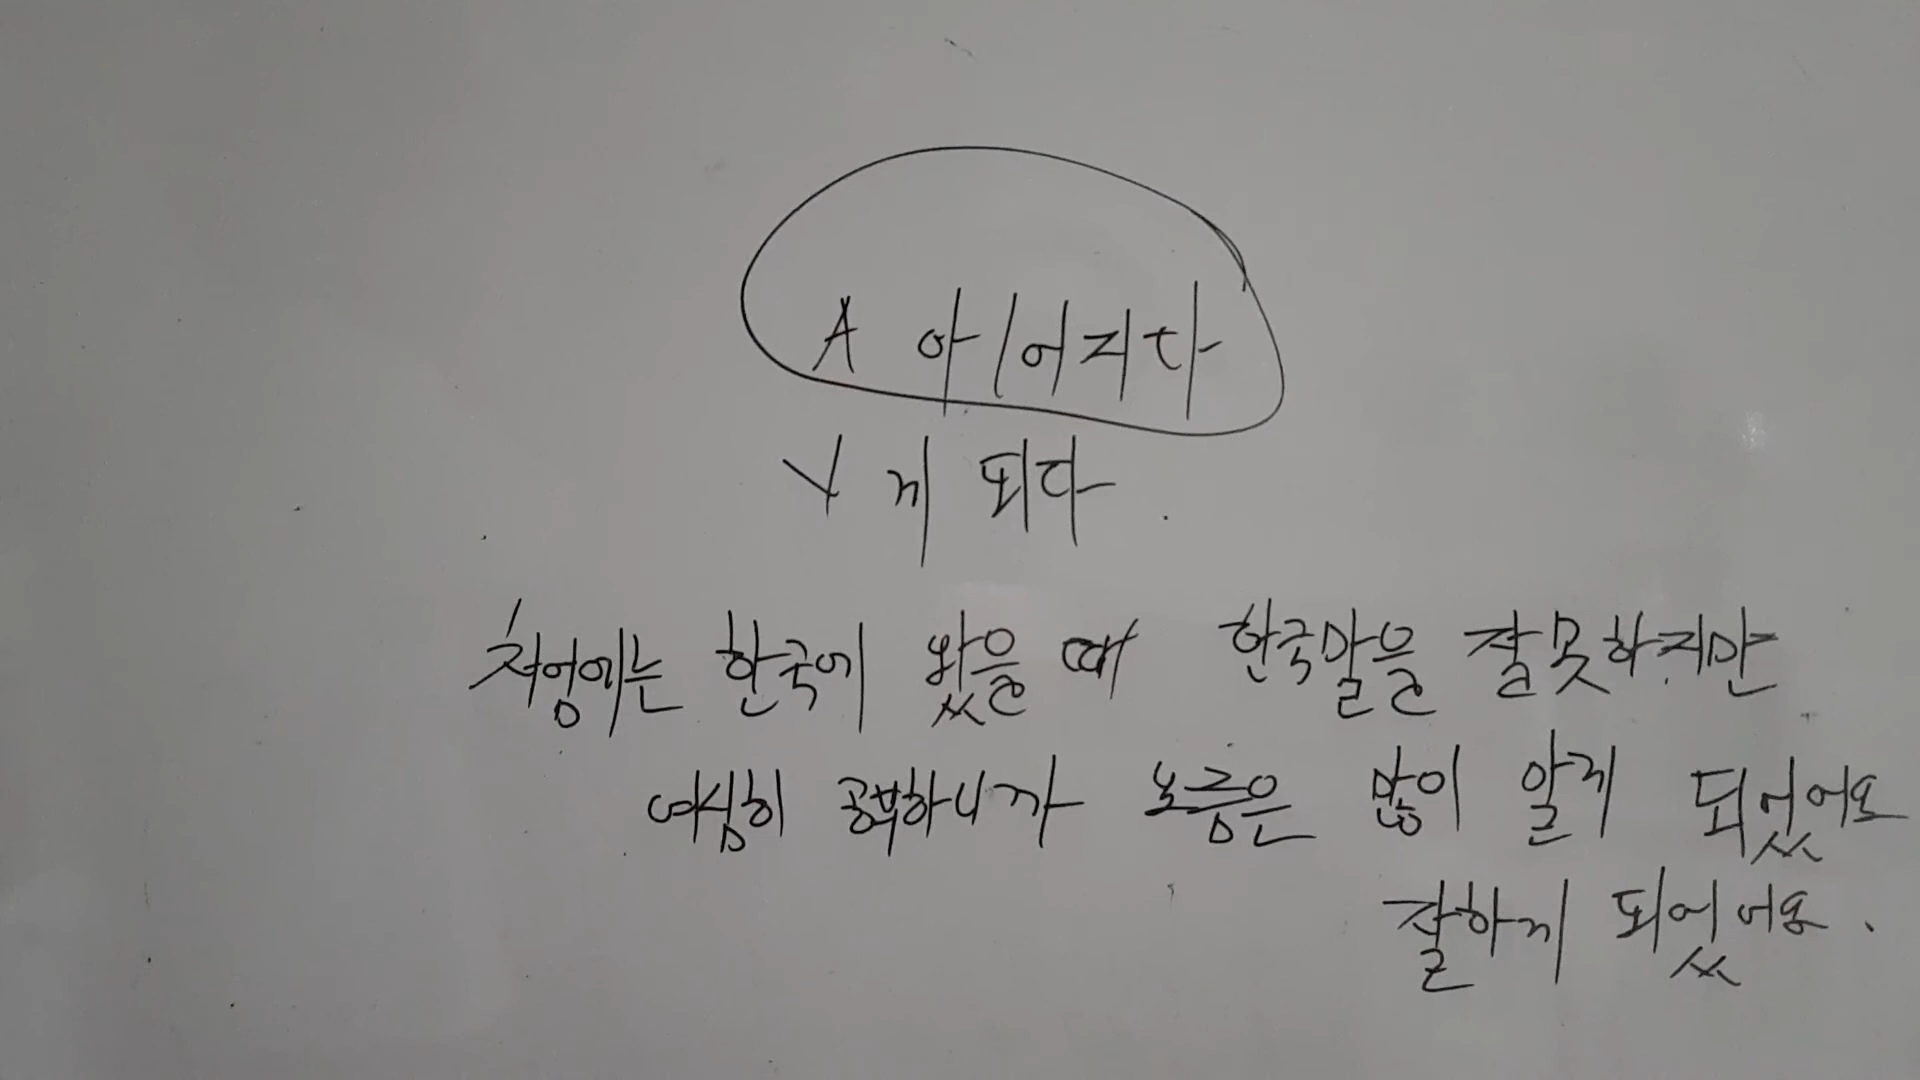 A 아/어지다
V 게 되다
처음에는 한국에 왔을 때 한국말을 잘못하지만
여심히 공부하니까 요즘은 많이 알게 되었어요
잘하게 되었어요.